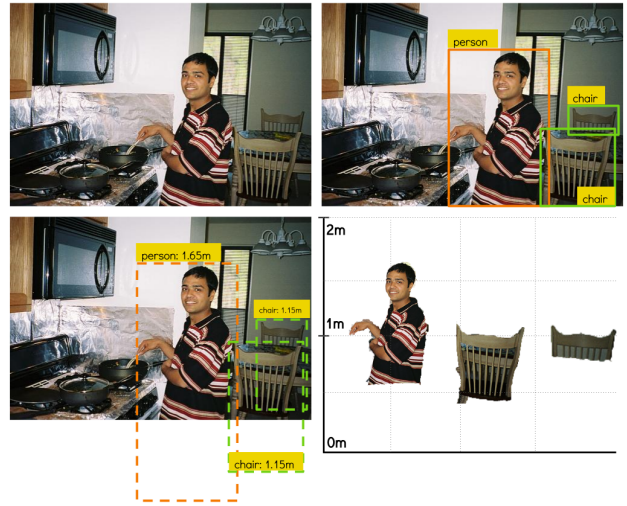 person
chair
chair
person: 1.65m
chair: 1.15m
chair: 1.15m
2m
1m
0m